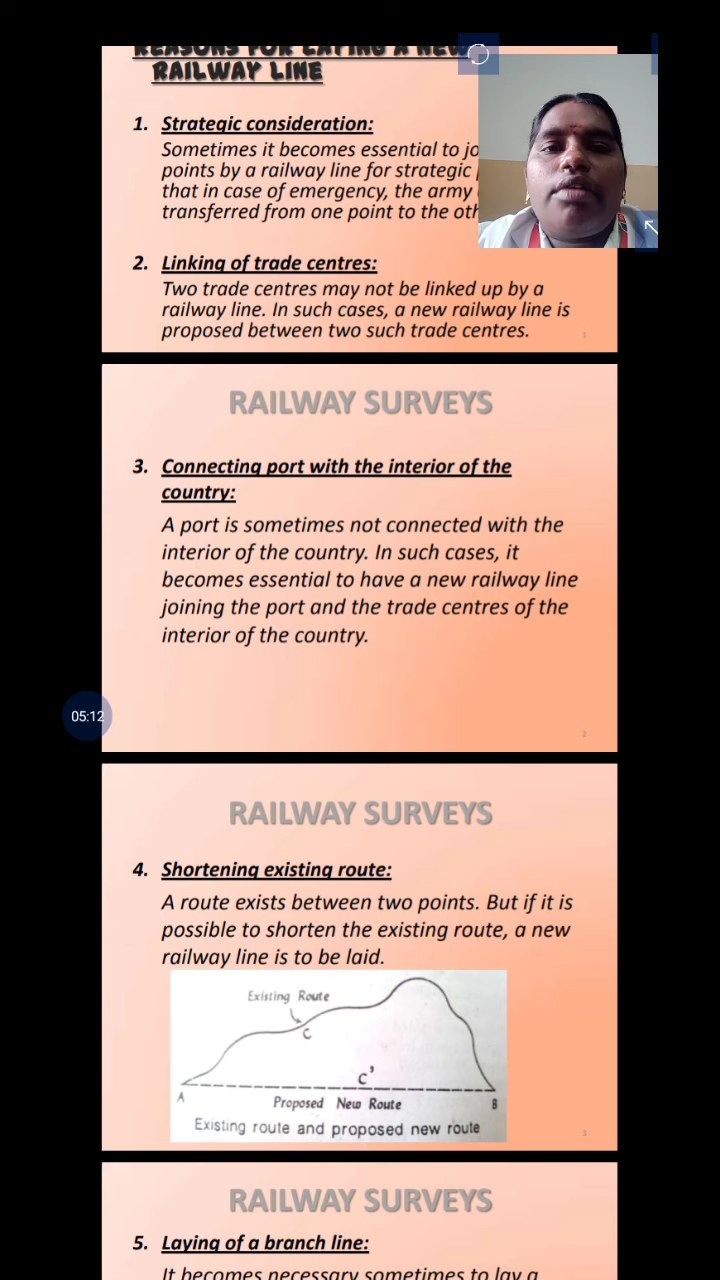 REASONS FOR LAYING A NEW
RAILWAY LINE
1. Strategic consideration:
Sometimes it becomes essential to jo
points by a railway line for strategic
that in case of emergency, the army
transferred from one point to the oth
2. Linking of trade centres:
Two trade centres may not be linked up by a
railway line. In such cases, a new railway line is
proposed between two such trade centres.
1
RAILWAY SURVEYS
3. Connecting port with the interior of the
country:
A port is sometimes not connected with the
interior of the country. In such cases, it
becomes essential to have a new railway line
joining the port and the trade centres of the
interior of the country.
05:12
2
RAILWAY SURVEYS
4. Shortening existing route:
A route exists between two points. But if it is
possible to shorten the existing route, a new
railway line is to be laid.
Existing Route
C
C'
A
Proposed New Route
B
Existing route and proposed new route
3
RAILWAY SURVEYS
5. Laying of a branch line:
It becomes necessary sometimes to lay a